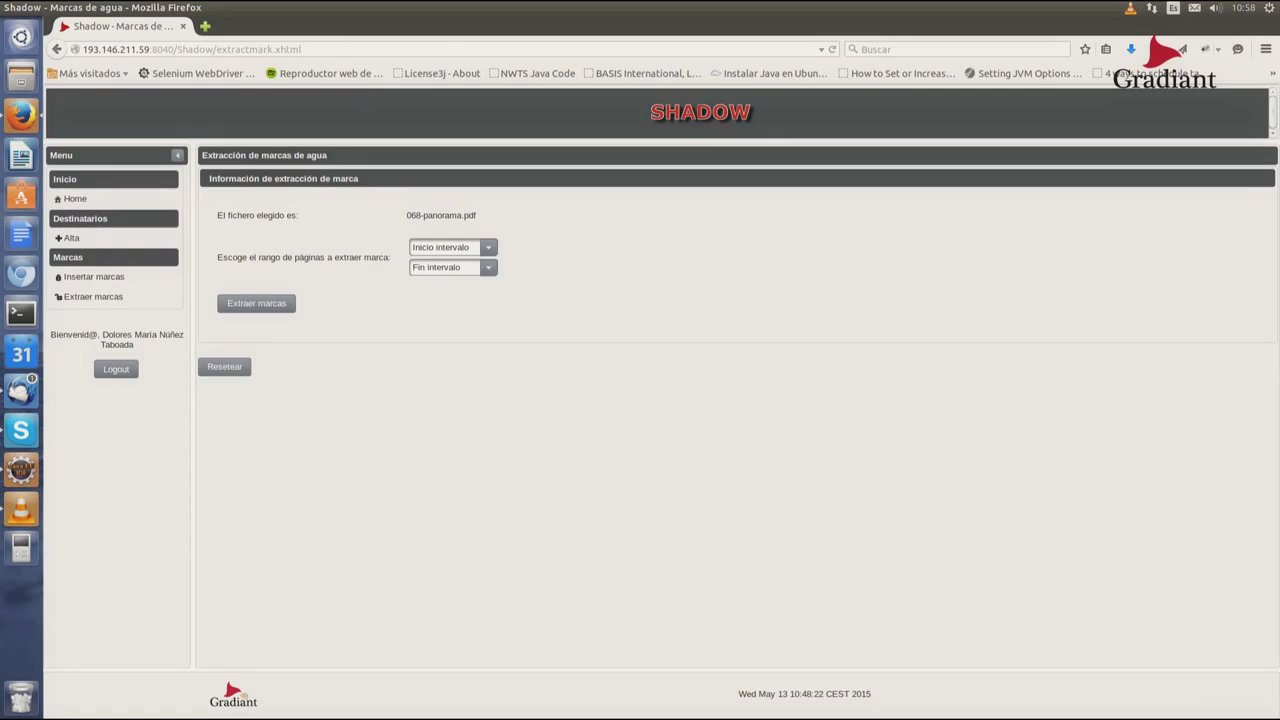 Shadow - Marcas de agua - Mozilla Firefox
Es
10:58
Shadow - Marcas de ...
193.146.211.59:8040/Shadow/extractmark.xhtml
Buscar
Más visitados
Selenium WebDriver ...
Reproductor web de ...
License3j - About
NWTS Java Code
BASIS International, L...
Instalar Java en Ubun...
How to Set or Increas...
Setting JVM Options ...
Gradiant
SHADOW
Menu
Extracción de marcas de agua
Inicio
Información de extracción de marca
Home
El fichero elegido es:
068-panorama.pdf
Destinatarios
Alta
Inicio intervalo
Marcas
Escoge el rango de páginas a extraer marca:
Fin intervalo
Insertar marcas
Extraer marcas
Extraer marcas
Bienvenid@, Dolores María Núñez
Taboada
Logout
Resetear
31
Gradiant
Wed May 13 10:48:22 CEST 2015